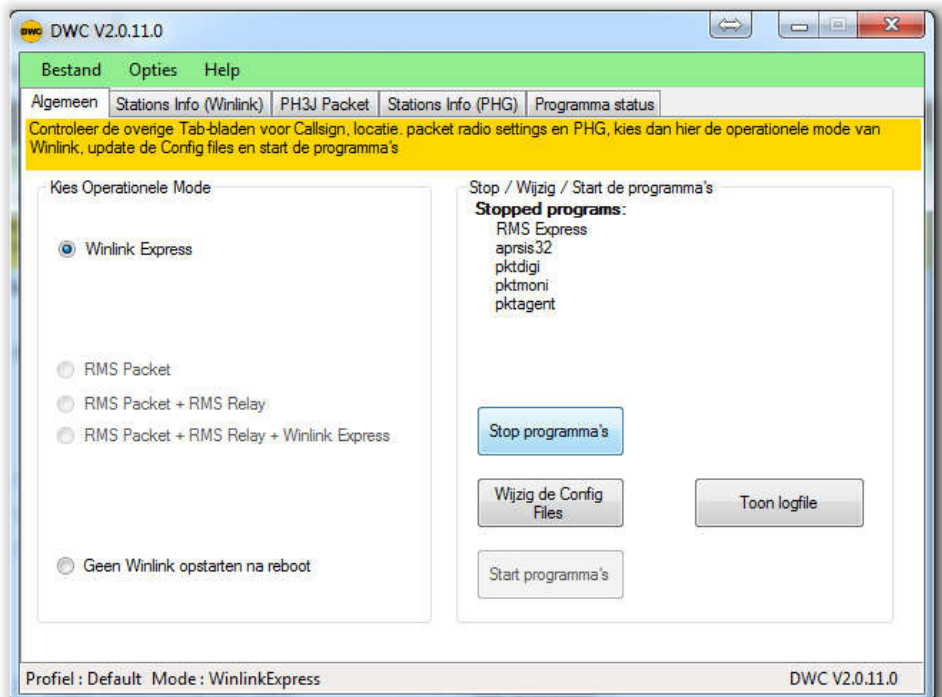 DWC DWC V2.0.11.0
Bestand Opties Help
Algemeen Stations Info (Winlink) PH3J Packet Stations Info (PHG) Programma status
Controleer de overige Tab-bladen voor Callsign, locatie. packet radio settings en PHG, kies dan hier de operationele mode van
Winlink, update de Config files en start de programma's
Kies Operationele Mode
Winlink Express
RMS Packet
RMS Packet + RMS Relay
RMS Packet + RMS Relay + Winlink Express
Geen Winlink opstarten na reboot
Stop / Wijzig / Start de programma's
Stopped programs:
RMS Express
aprsis32
pktdigi
pktmoni
pktagent
Stop programma's
Wijzig de Config
Files
Toon logfile
Start programma's
Profiel : Default Mode : WinlinkExpress DWC V2.0.11.0